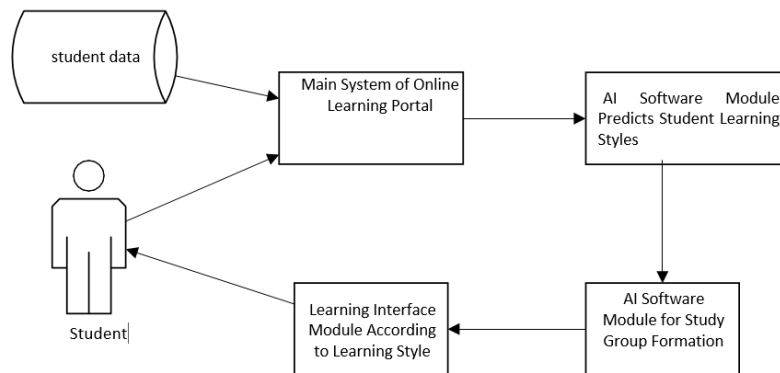 student data
Main System of Online
Learning Portal
AI Software Module
Predicts Student Learning
Styles
Student
Learning Interface
Module According
to Learning Style
AI Software
Module for Study
Group Formation